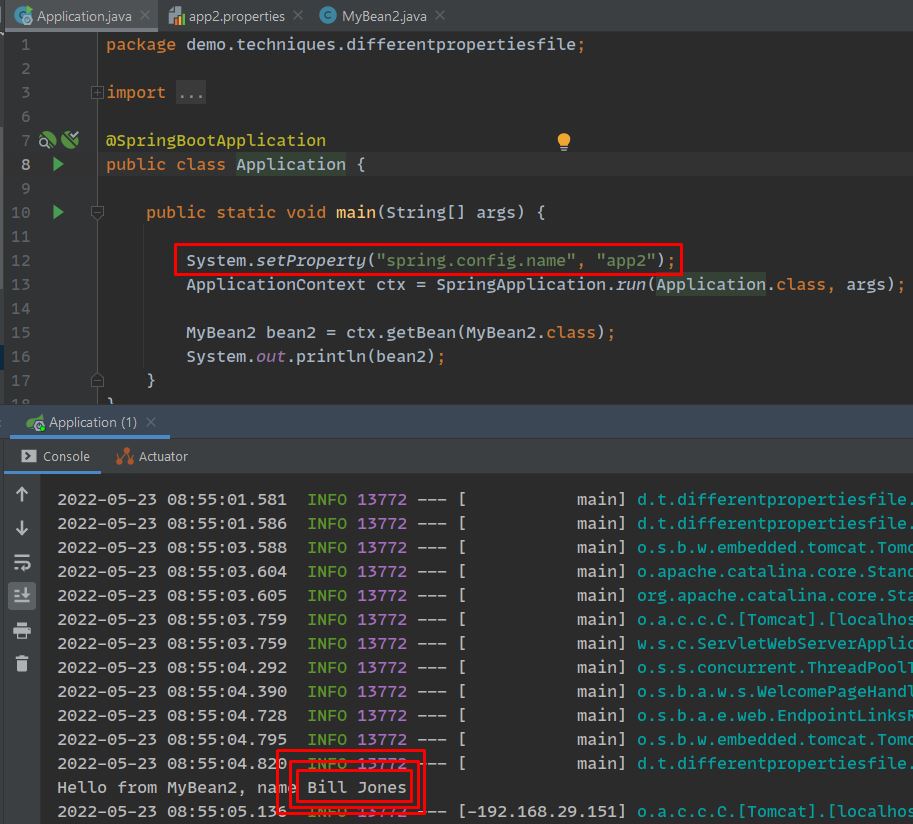 Application.java
app2.properties
MyBean2.java
1 package demo.techniques.differentpropertiesfile;
2
3 import ...
6
7 @SpringBootApplication
8 public class Application {
9
10 public static void main(String[] args) {
11
12 System.setProperty("spring.config.name", "app2");
13 ApplicationContext ctx = SpringApplication.run(Application.class, args);
14
15 MyBean2 bean2 = ctx.getBean(MyBean2.class);
16 System.out.println(bean2);
17 }
18 }
Application (1)
Console
Actuator
2022-05-23 08:55:01.581 INFO 13772 --- [ main] d.t.differentpropertiesfile.
2022-05-23 08:55:01.586 INFO 13772 --- [ main] d.t.differentpropertiesfile.
2022-05-23 08:55:03.588 INFO 13772 --- [ main] o.s.b.w.embedded.tomcat.Tomc
2022-05-23 08:55:03.604 INFO 13772 --- [ main] o.apache.catalina.core.Stand
2022-05-23 08:55:03.605 INFO 13772 --- [ main] org.apache.catalina.core.Sta
2022-05-23 08:55:03.759 INFO 13772 --- [ main] o.a.c.c.C.[Tomcat].[localhos
2022-05-23 08:55:03.759 INFO 13772 --- [ main] w.s.c.ServletWebServerApplic
2022-05-23 08:55:04.292 INFO 13772 --- [ main] o.s.s.concurrent.ThreadPoolT
2022-05-23 08:55:04.390 INFO 13772 --- [ main] o.s.b.a.w.s.WelcomePageHandl
2022-05-23 08:55:04.728 INFO 13772 --- [ main] o.s.b.a.e.web.EndpointLinksR
2022-05-23 08:55:04.795 INFO 13772 --- [ main] o.s.b.w.embedded.tomcat.Tomc
2022-05-23 08:55:04.820 INFO 13772 --- [ main] d.t.differentpropertiesfile.
Hello from MyBean2, name Bill Jones
2022-05-23 08:55:05.136 INFO 13772 --- [-192.168.29.151] o.a.c.c.C.[Tomcat].[localhos